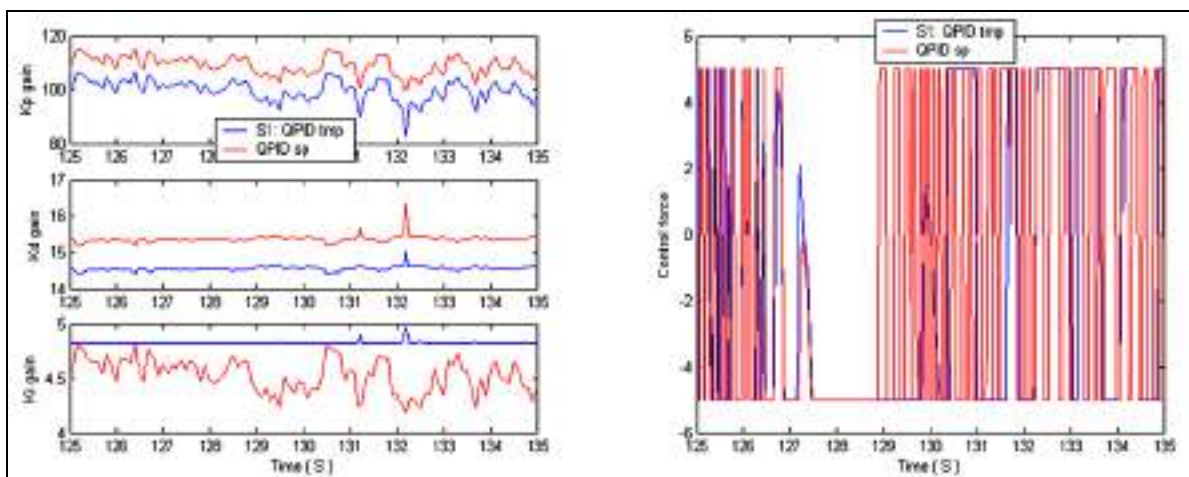 120
100
80
Kp gain
S1: QPID tmp
QPID sp
125 126 127 128 129 130 131 132 133 134 135
17
16
15
14
Kd gain
125 126 127 128 129 130 131 132 133 134 135
5
4.5
4
Ki gain
125 126 127 128 129 130 131 132 133 134 135
Time ( S )
S1: QPID tmp
QPID sp
6
4
2
0
-2
-4
-6
Control force
125 126 127 128 129 130 131 132 133 134 135
Time ( S )